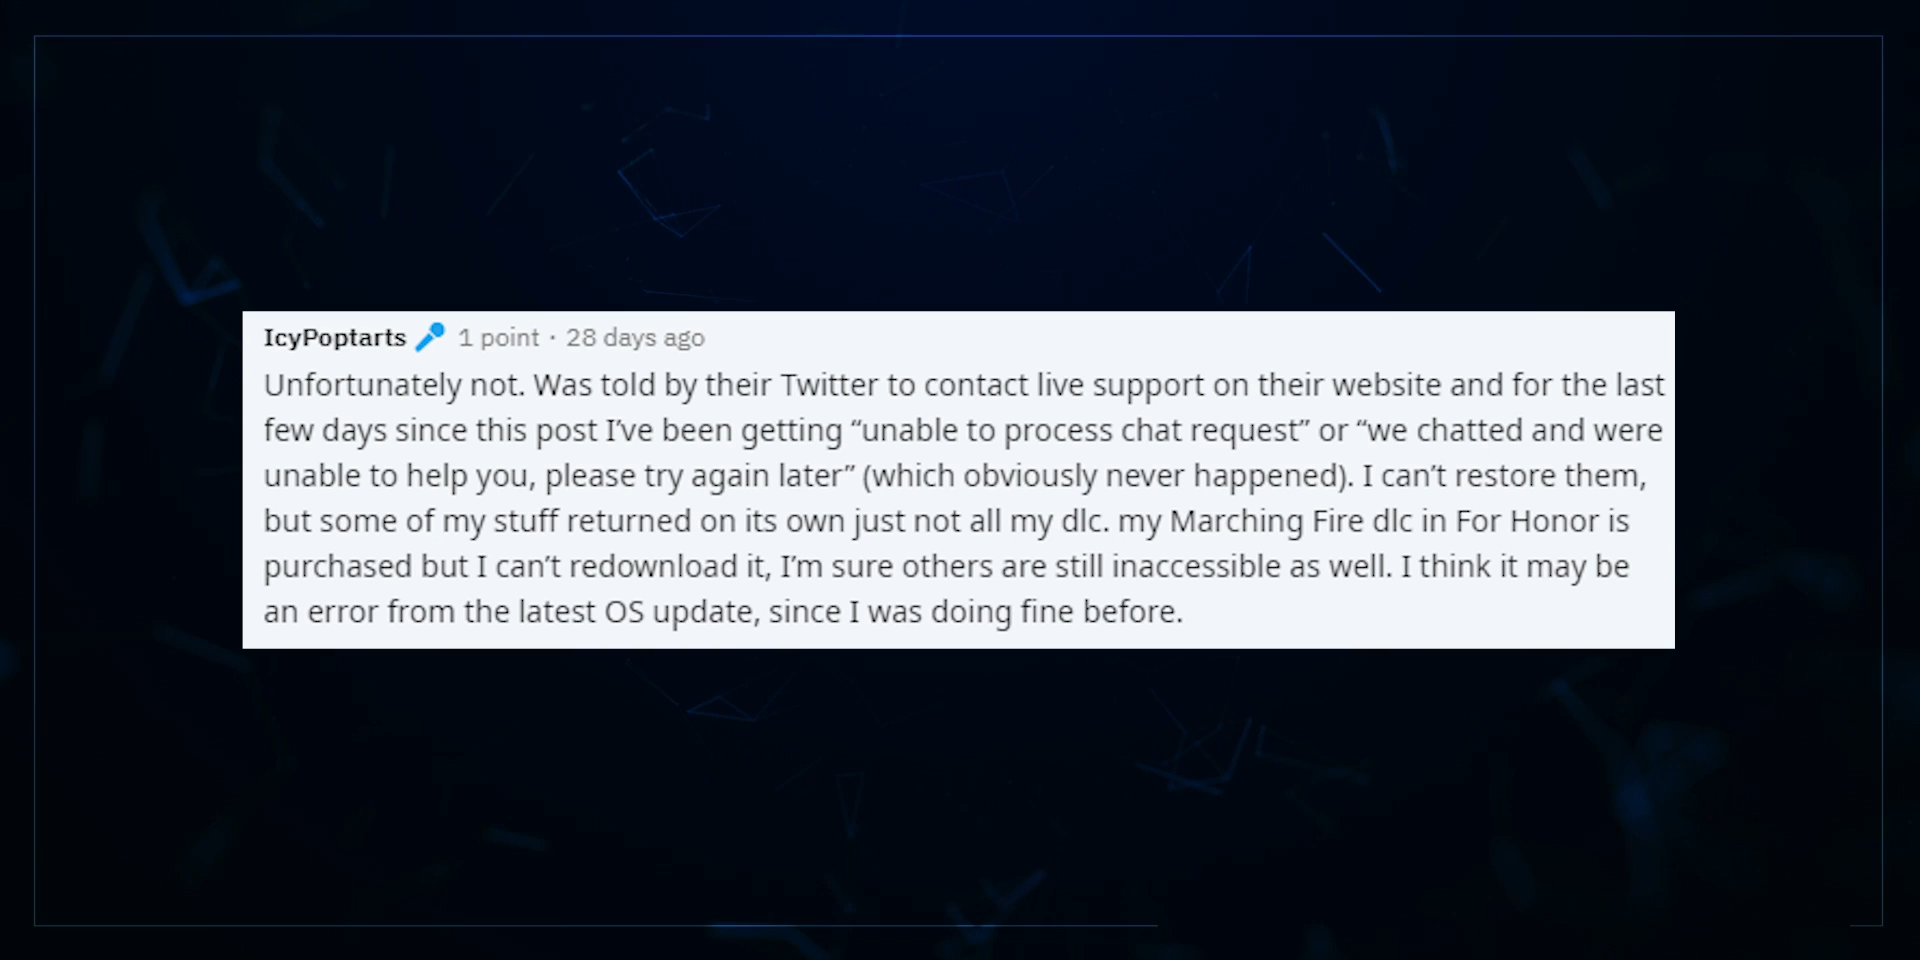 IcyPoptarts 1 point · 28 days ago
Unfortunately not. Was told by their Twitter to contact live support on their website and for the last
few days since this post I’ve been getting “unable to process chat request” or “we chatted and were
unable to help you, please try again later” (which obviously never happened). I can’t restore them,
but some of my stuff returned on its own just not all my dlc. my Marching Fire dlc in For Honor is
purchased but I can’t redownload it, I’m sure others are still inaccessible as well. I think it may be
an error from the latest OS update, since I was doing fine before.